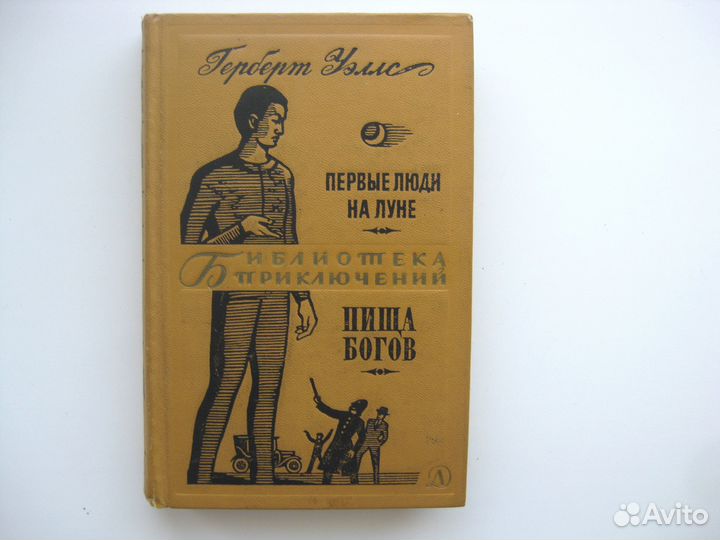 Герберт Уэллс
ПЕРВЫЕ ЛЮДИ
НА ЛУНЕ
БИБЛИОТЕКА
ПРИКЛЮЧЕНИЙ
ПИЩА
БОГОВ
Д
Avito